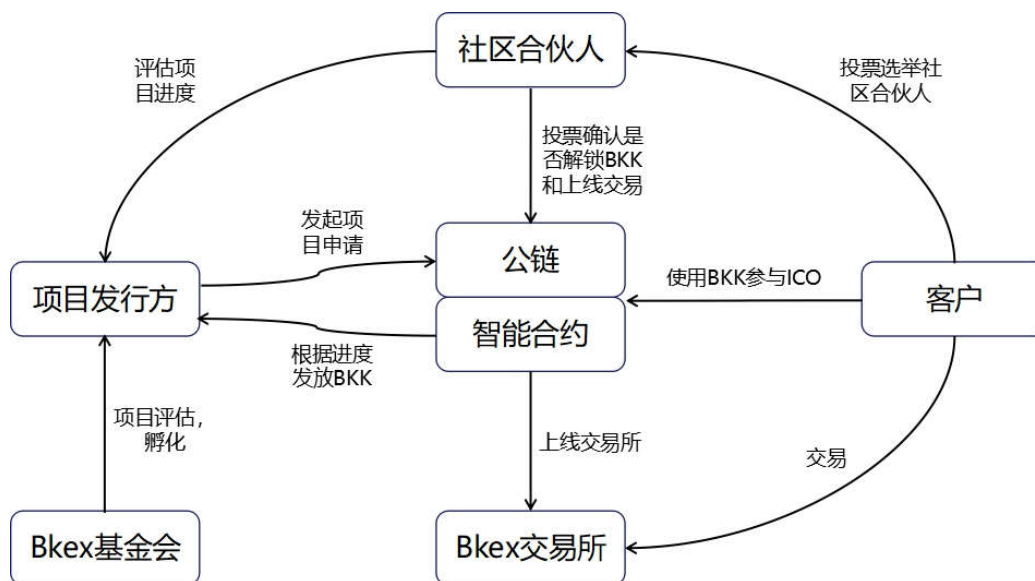 社区合伙人
评估项
目进度
投票选举社
区合伙人
投票确认是
否解锁BKK
和上线交易
发起项
目申请
公链
使用BKK参与ICO
项目发行方
客户
智能合约
根据进度
发放BKK
项目评估，
孵化
上线交易所
交易
Bkex基金会
Bkex交易所